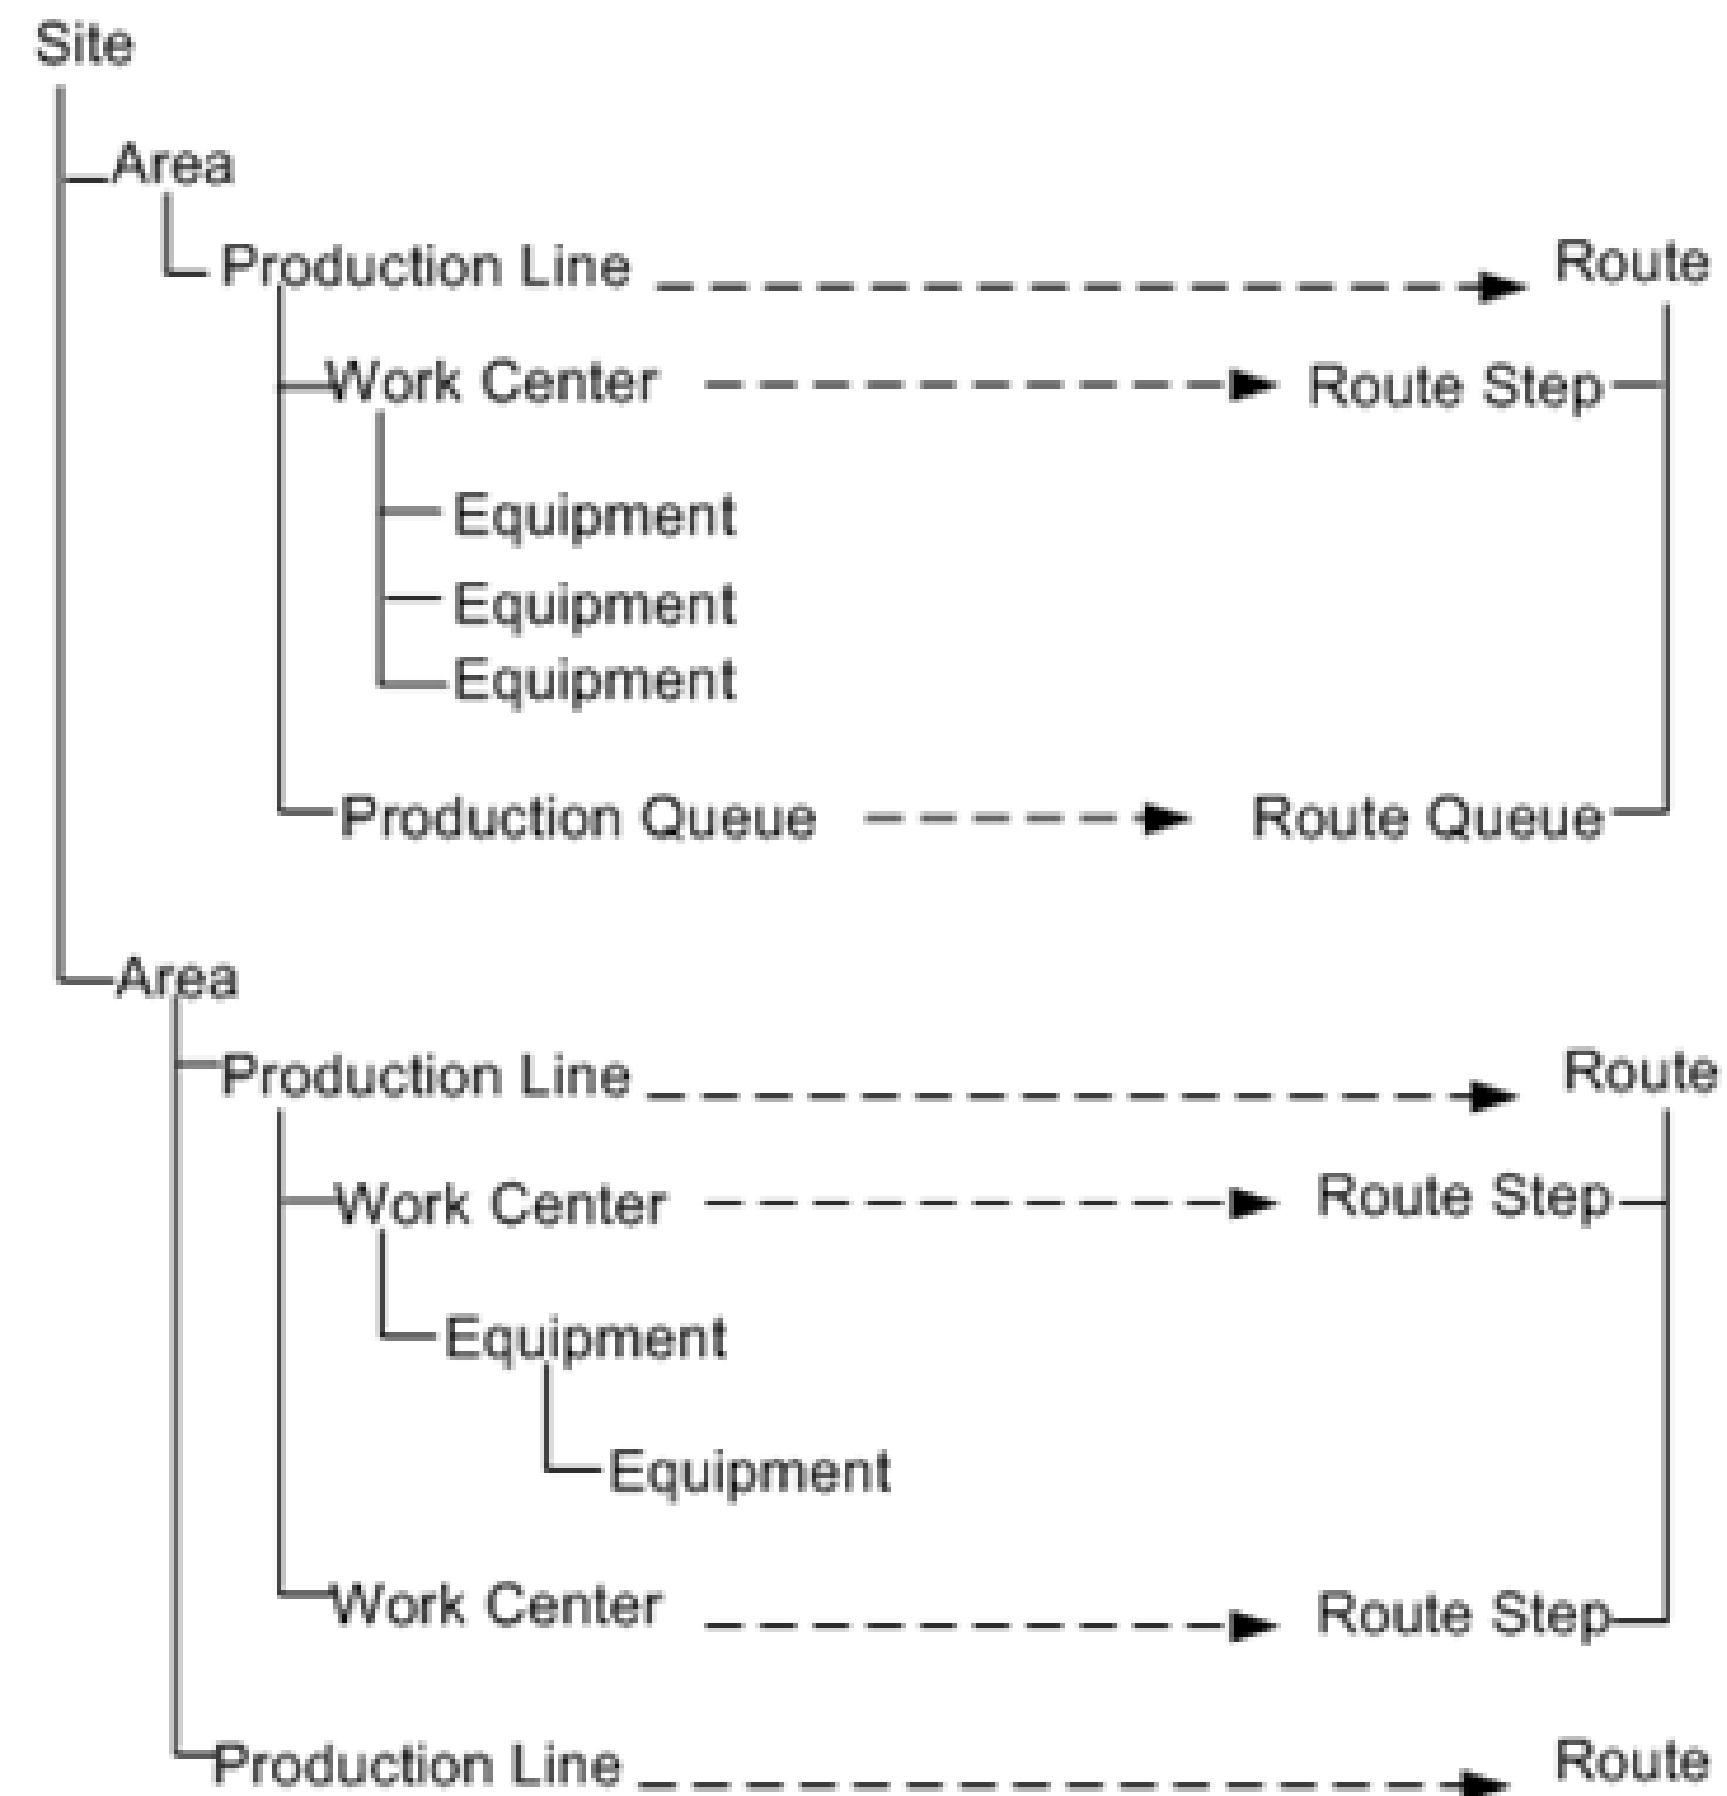 Site
Area
Production Line Route
Work Center Route Step
Equipment
Equipment
Equipment
Production Queue Route Queue
Area
Production Line Route
Work Center Route Step
Equipment
Equipment
Work Center Route Step
Production Line Route